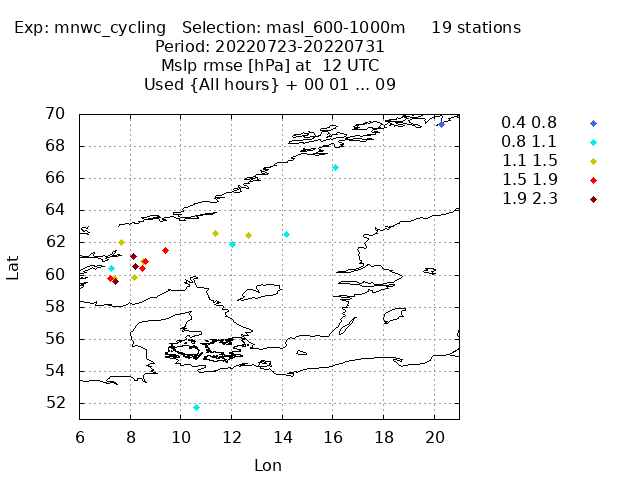 Exp: mnwc_cycling   Selection: masl_600-1000m     19 stations
Period: 20220723-20220731
Mslp rmse [hPa] at  12 UTC
Used {All hours} + 00 01 ... 09
70
68
66
64
62
60
58
56
54
52
6 8 10 12 14 16 18 20
Lat
Lon
0.4 0.8
0.8 1.1
1.1 1.5
1.5 1.9
1.9 2.3